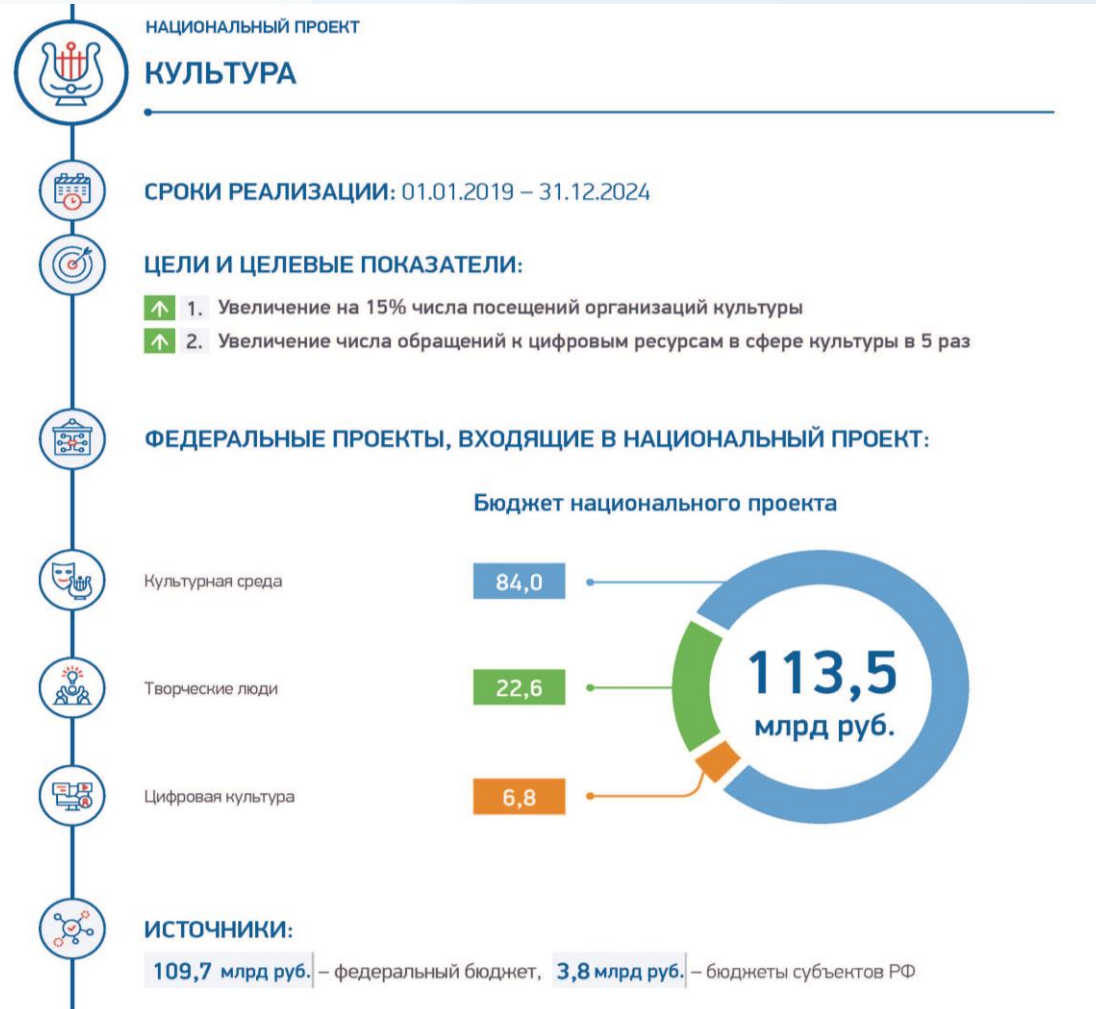 НАЦИОНАЛЬНЫЙ ПРОЕКТ
КУЛЬТУРА
СРОКИ РЕАЛИЗАЦИИ: 01.01.2019 – 31.12.2024
ЦЕЛИ И ЦЕЛЕВЫЕ ПОКАЗАТЕЛИ:
1. Увеличение на 15% числа посещений организаций культуры
2. Увеличение числа обращений к цифровым ресурсам в сфере культуры в 5 раз
ФЕДЕРАЛЬНЫЕ ПРОЕКТЫ, ВХОДЯЩИЕ В НАЦИОНАЛЬНЫЙ ПРОЕКТ:
Бюджет национального проекта
Культурная среда 84,0
Творческие люди 22,6
Цифровая культура 6,8
113,5
млрд руб.
ИСТОЧНИКИ:
109,7 млрд руб. – федеральный бюджет, 3,8 млрд руб. – бюджеты субъектов РФ